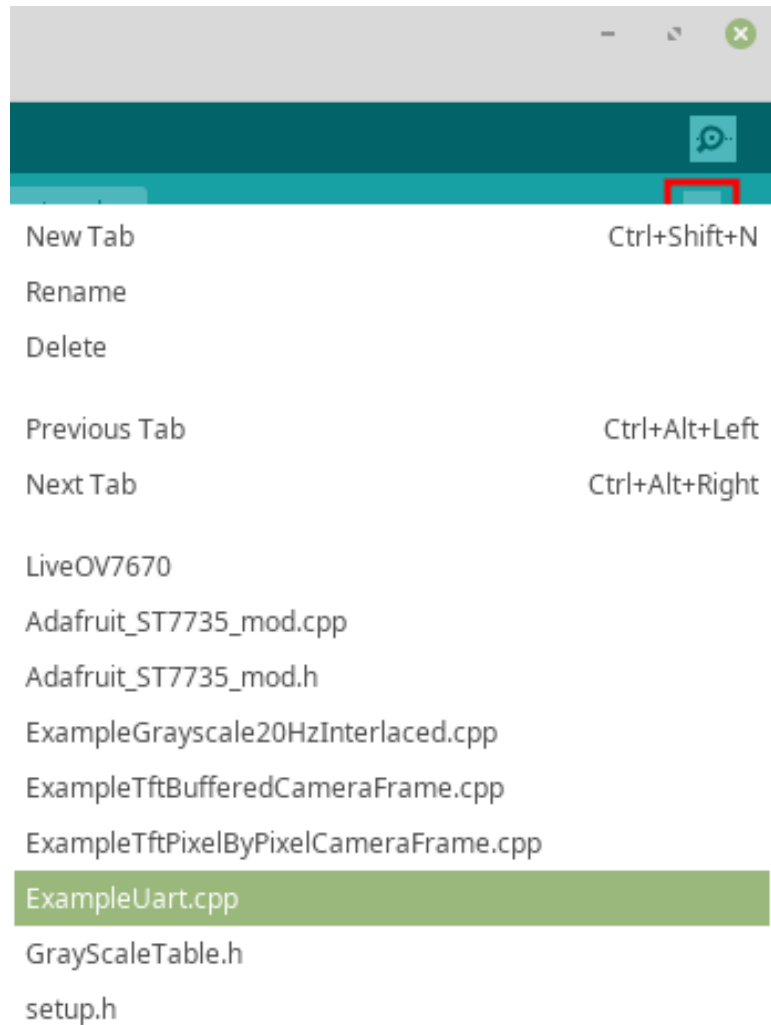 New Tab Ctrl+Shift+N
Rename
Delete
Previous Tab Ctrl+Alt+Left
Next Tab Ctrl+Alt+Right
LiveOV7670
Adafruit_ST7735_mod.cpp
Adafruit_ST7735_mod.h
ExampleGrayscale20HzInterlaced.cpp
ExampleTftBufferedCameraFrame.cpp
ExampleTftPixelByPixelCameraFrame.cpp
ExampleUart.cpp
GrayScaleTable.h
setup.h